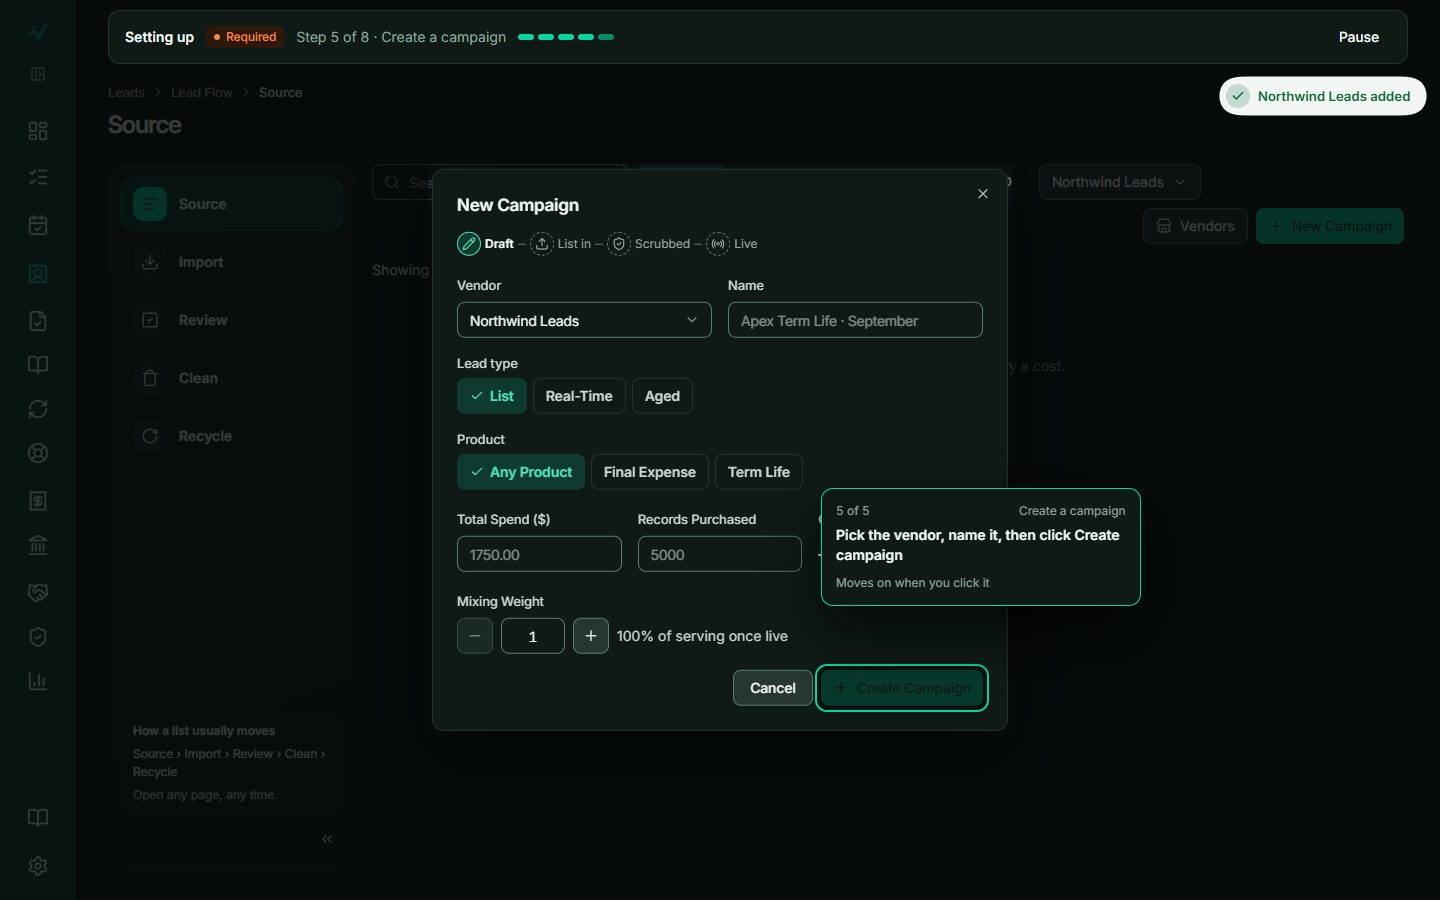 Setting up
Required
Step 5 of 8 · Create a campaign
Pause
Leads > Lead Flow > Source
Northwind Leads added
Source
Source
Import
Review
Clean
Recycle
How a list usually moves
Source › Import › Review › Clean ›
Recycle
Open any page, any time.
Northwind Leads
Vendors
+ New Campaign
Showing
y a cost.
New Campaign
Draft – List in – Scrubbed – Live
Vendor
Name
Northwind Leads
Apex Term Life · September
Lead type
List
Real-Time
Aged
Product
Any Product
Final Expense
Term Life
Total Spend ($)
Records Purchased
1750.00
5000
Mixing Weight
1
100% of serving once live
Cancel
+ Create Campaign
5 of 5
Create a campaign
Pick the vendor, name it, then click Create
campaign
Moves on when you click it